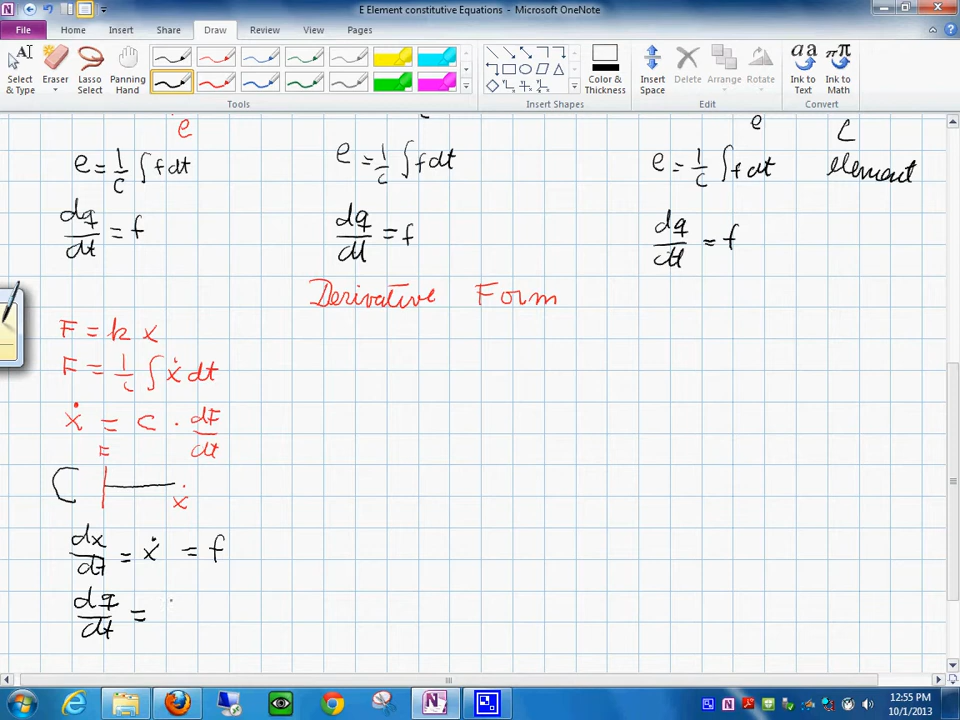 E Element constitutive Equations - Microsoft OneNote
File Home Insert Share Draw Review View Pages
Select & Type
Eraser
Lasso Select
Panning Hand
Color & Thickness
Insert Space
Delete
Arrange
Rotate
Ink to Text
Ink to Math
Tools
Insert Shapes
Edit
Convert
e
e
C
element
e = 1/C ∫ f dt
e = 1/C ∫ f dt
e = 1/C ∫ f dt
dq/dt = f
dq/dt = f
dq/dt = f
Derivative Form
F = k x
F = 1/C ∫ ẋ dt
ẋ = C · dF/dt
F
C
ẋ
dx/dt = ẋ = f
dq/dt =
12:55 PM
10/1/2013